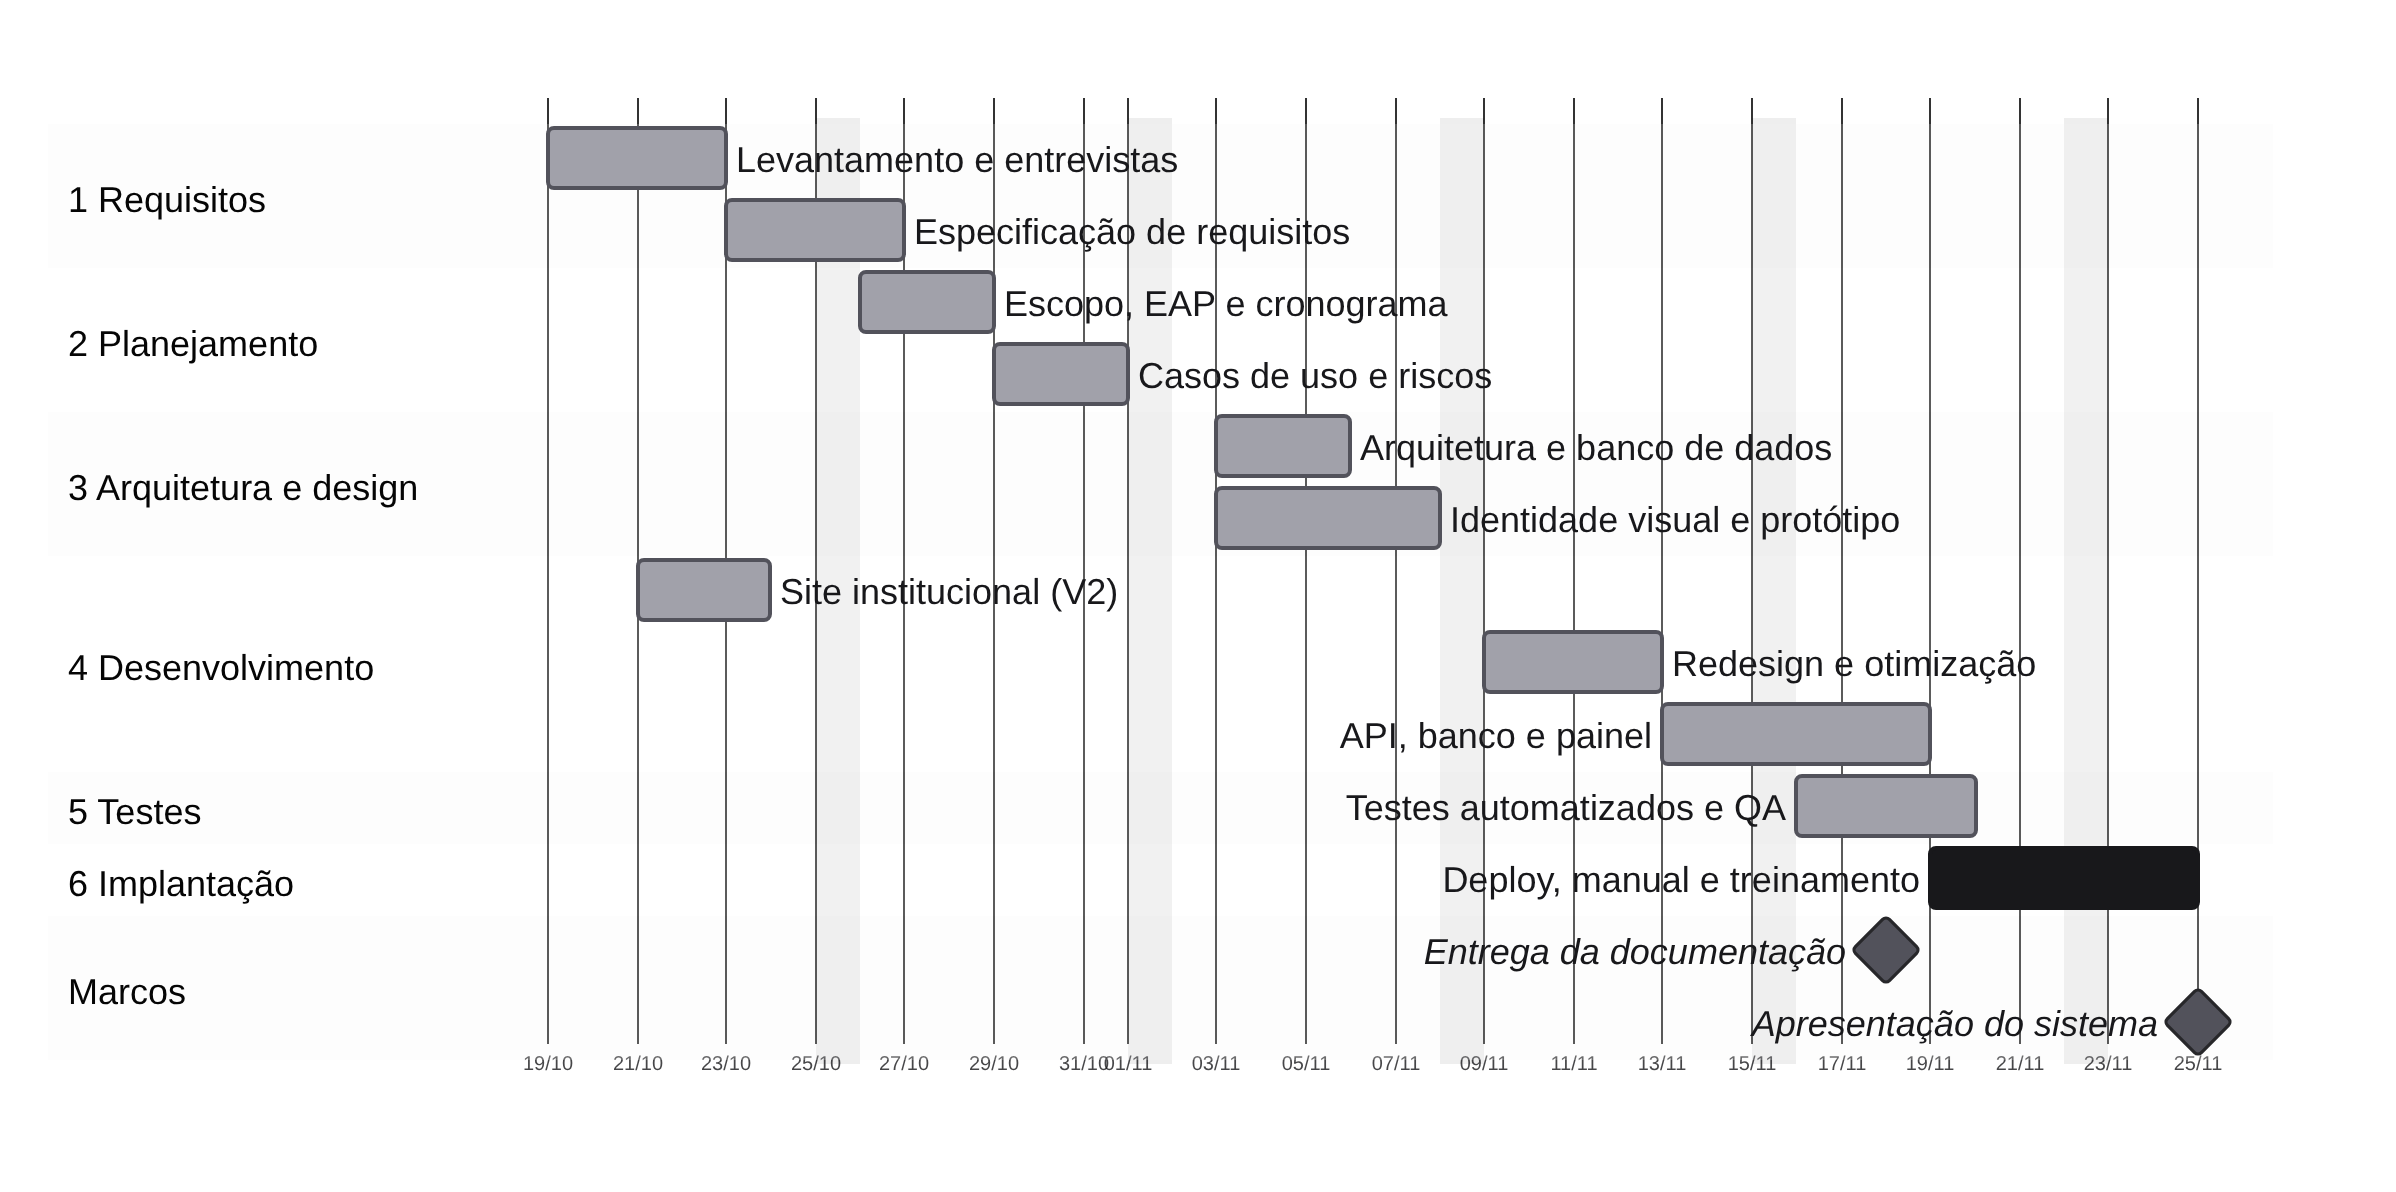 1 Requisitos
Levantamento e entrevistas
Especificação de requisitos
2 Planejamento
Escopo, EAP e cronograma
Casos de uso e riscos
3 Arquitetura e design
Arquitetura e banco de dados
Identidade visual e protótipo
4 Desenvolvimento
Site institucional (V2)
Redesign e otimização
API, banco e painel
5 Testes
Testes automatizados e QA
6 Implantação
Deploy, manual e treinamento
Marcos
Entrega da documentação
Apresentação do sistema
19/10 21/10 23/10 25/10 27/10 29/10 31/10 01/11 03/11 05/11 07/11 09/11 11/11 13/11 15/11 17/11 19/11 21/11 23/11 25/11